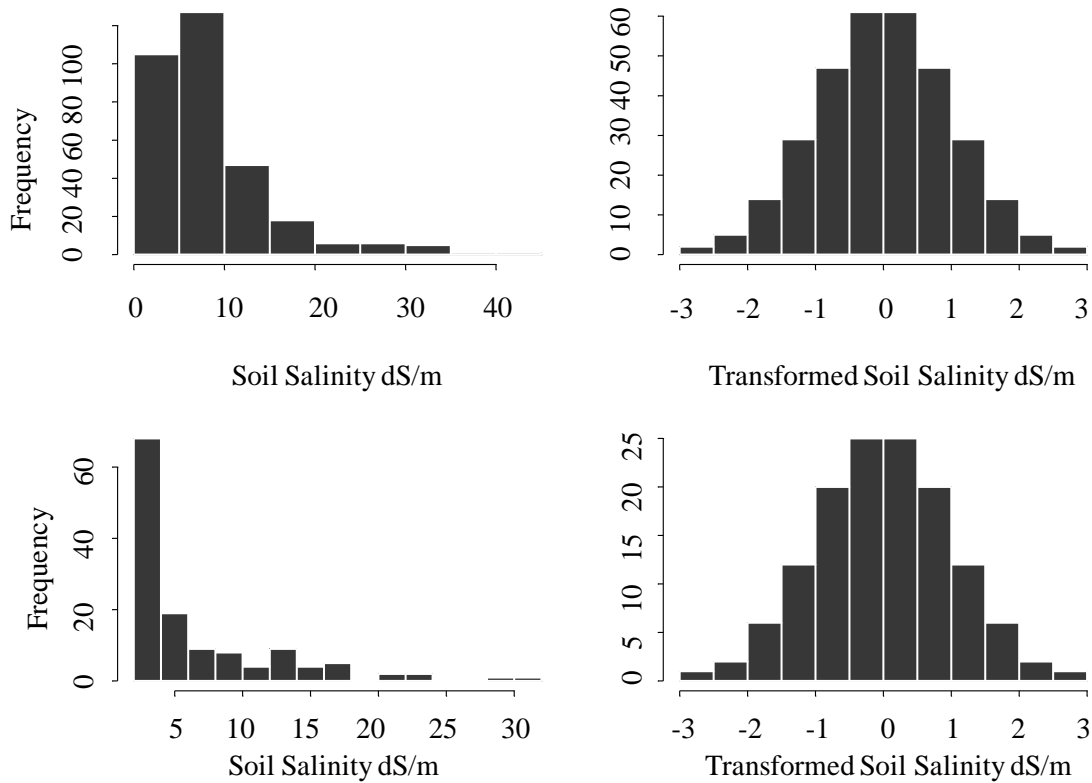 Frequency
0 20 40 60 80 100
0 10 20 30 40
Soil Salinity dS/m
0 10 20 30 40 50 60
-3 -2 -1 0 1 2 3
Transformed Soil Salinity dS/m
Frequency
0 20 40 60
5 10 15 20 25 30
Soil Salinity dS/m
0 5 10 15 20 25
-3 -2 -1 0 1 2 3
Transformed Soil Salinity dS/m